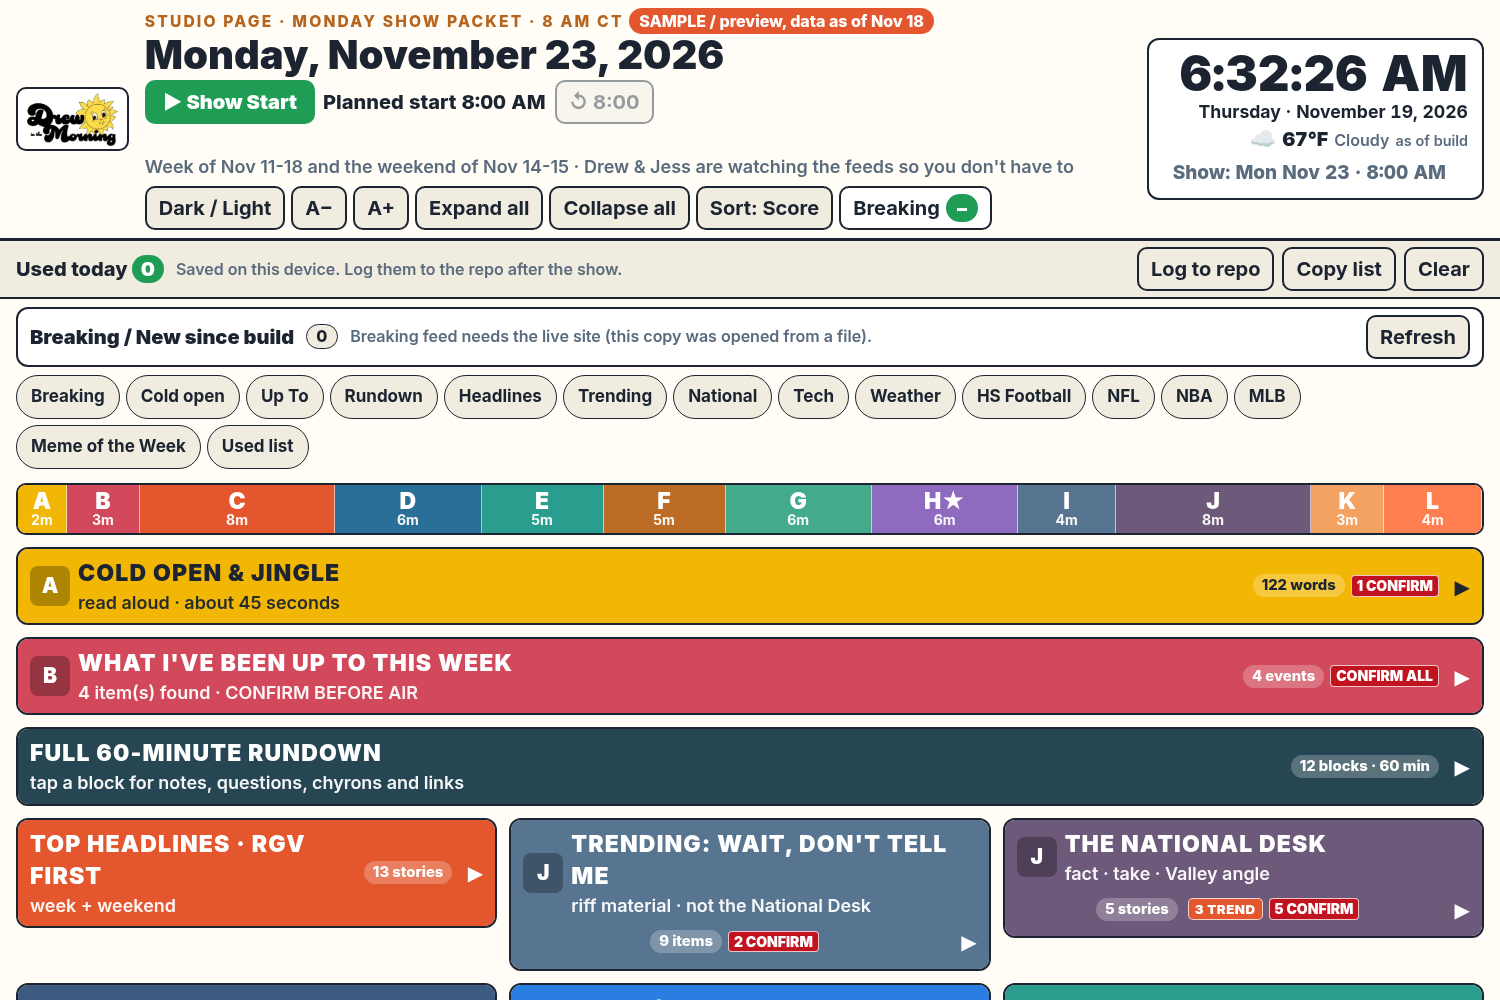 STUDIO PAGE · MONDAY SHOW PACKET · 8 AM CT SAMPLE / preview, data as of Nov 18
Monday, November 23, 2026
▶ Show Start Planned start 8:00 AM ↺ 8:00
Drew in the Morning
Week of Nov 11-18 and the weekend of Nov 14-15 · Drew & Jess are watching the feeds so you don't have to
Dark / Light A− A+ Expand all Collapse all Sort: Score Breaking –
6:32:26 AM
Thursday · November 19, 2026
67°F Cloudy as of build
Show: Mon Nov 23 · 8:00 AM
Used today 0 Saved on this device. Log them to the repo after the show. Log to repo Copy list Clear
Breaking / New since build 0 Breaking feed needs the live site (this copy was opened from a file). Refresh
Breaking Cold open Up To Rundown Headlines Trending National Tech Weather HS Football NFL NBA MLB
Meme of the Week Used list
A B C D E F G H★ I J K L
2m 3m 8m 6m 5m 5m 6m 6m 4m 8m 3m 4m
A COLD OPEN & JINGLE
read aloud · about 45 seconds
122 words 1 CONFIRM ▶
B WHAT I'VE BEEN UP TO THIS WEEK
4 item(s) found · CONFIRM BEFORE AIR
4 events CONFIRM ALL ▶
FULL 60-MINUTE RUNDOWN
tap a block for notes, questions, chyrons and links
12 blocks · 60 min ▶
TOP HEADLINES · RGV
FIRST
week + weekend
13 stories ▶
J TRENDING: WAIT, DON'T TELL
ME
riff material · not the National Desk
9 items 2 CONFIRM ▶
J THE NATIONAL DESK
fact · take · Valley angle
5 stories 3 TREND 5 CONFIRM ▶